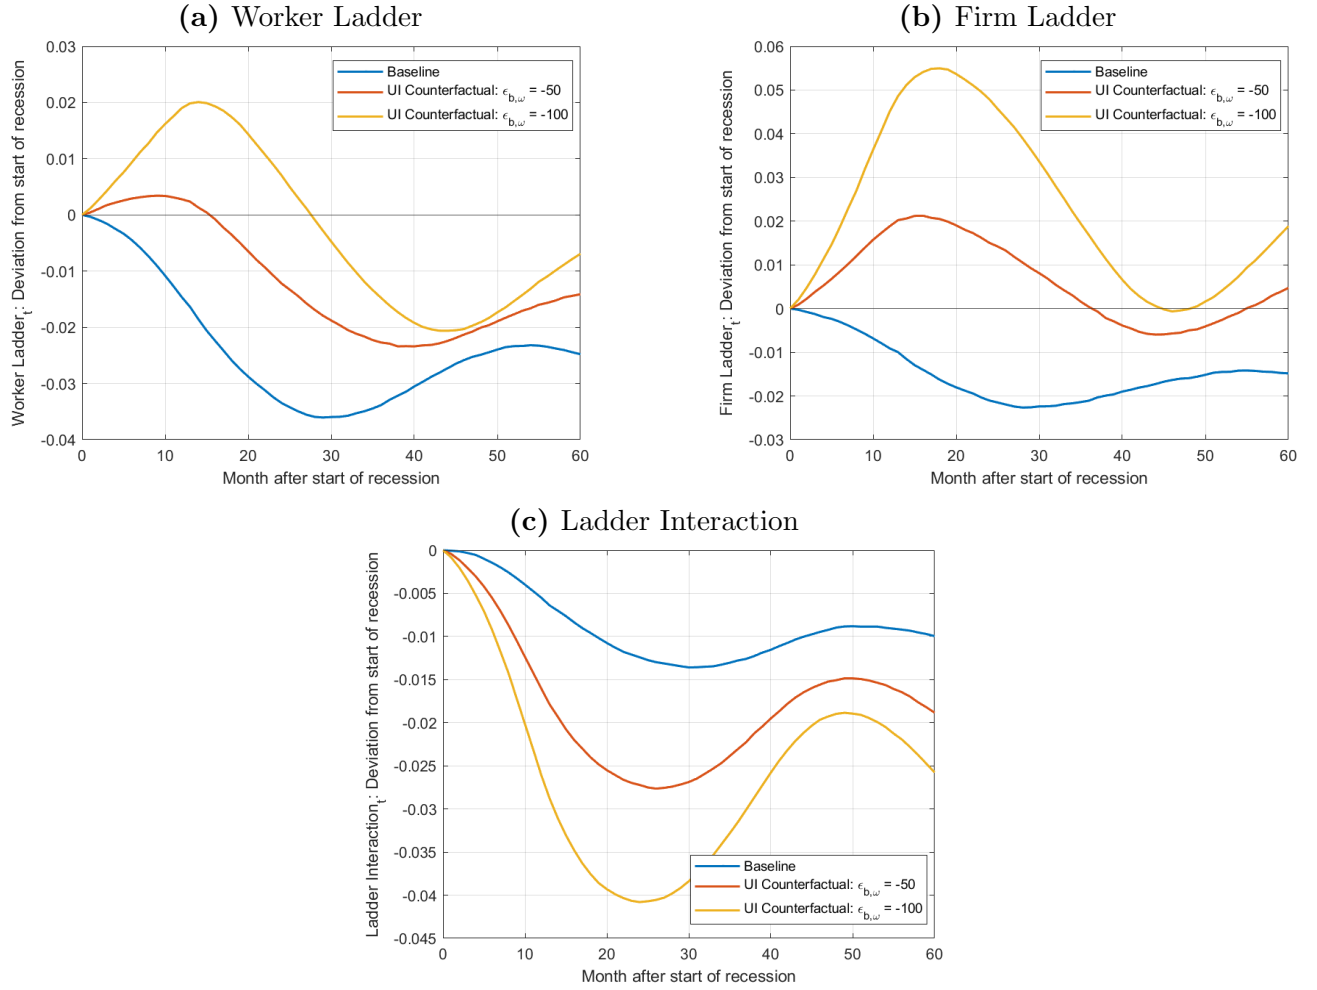 (a) Worker Ladder
Worker Ladder_t: Deviation from start of recession
0.03
0.02
0.01
0
-0.01
-0.02
-0.03
-0.04
Baseline
UI Counterfactual: ϵ_b,ω = -50
UI Counterfactual: ϵ_b,ω = -100
0 10 20 30 40 50 60
Month after start of recession
(b) Firm Ladder
Firm Ladder_t: Deviation from start of recession
0.06
0.05
0.04
0.03
0.02
0.01
0
-0.01
-0.02
-0.03
Baseline
UI Counterfactual: ϵ_b,ω = -50
UI Counterfactual: ϵ_b,ω = -100
0 10 20 30 40 50 60
Month after start of recession
(c) Ladder Interaction
Ladder Interaction_t: Deviation from start of recession
0
-0.005
-0.01
-0.015
-0.02
-0.025
-0.03
-0.035
-0.04
-0.045
Baseline
UI Counterfactual: ϵ_b,ω = -50
UI Counterfactual: ϵ_b,ω = -100
0 10 20 30 40 50 60
Month after start of recession